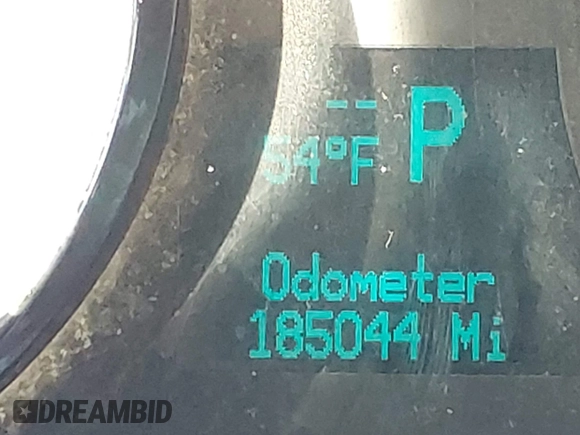 --
54°F P
Odometer
185044 Mi
DREAMBID